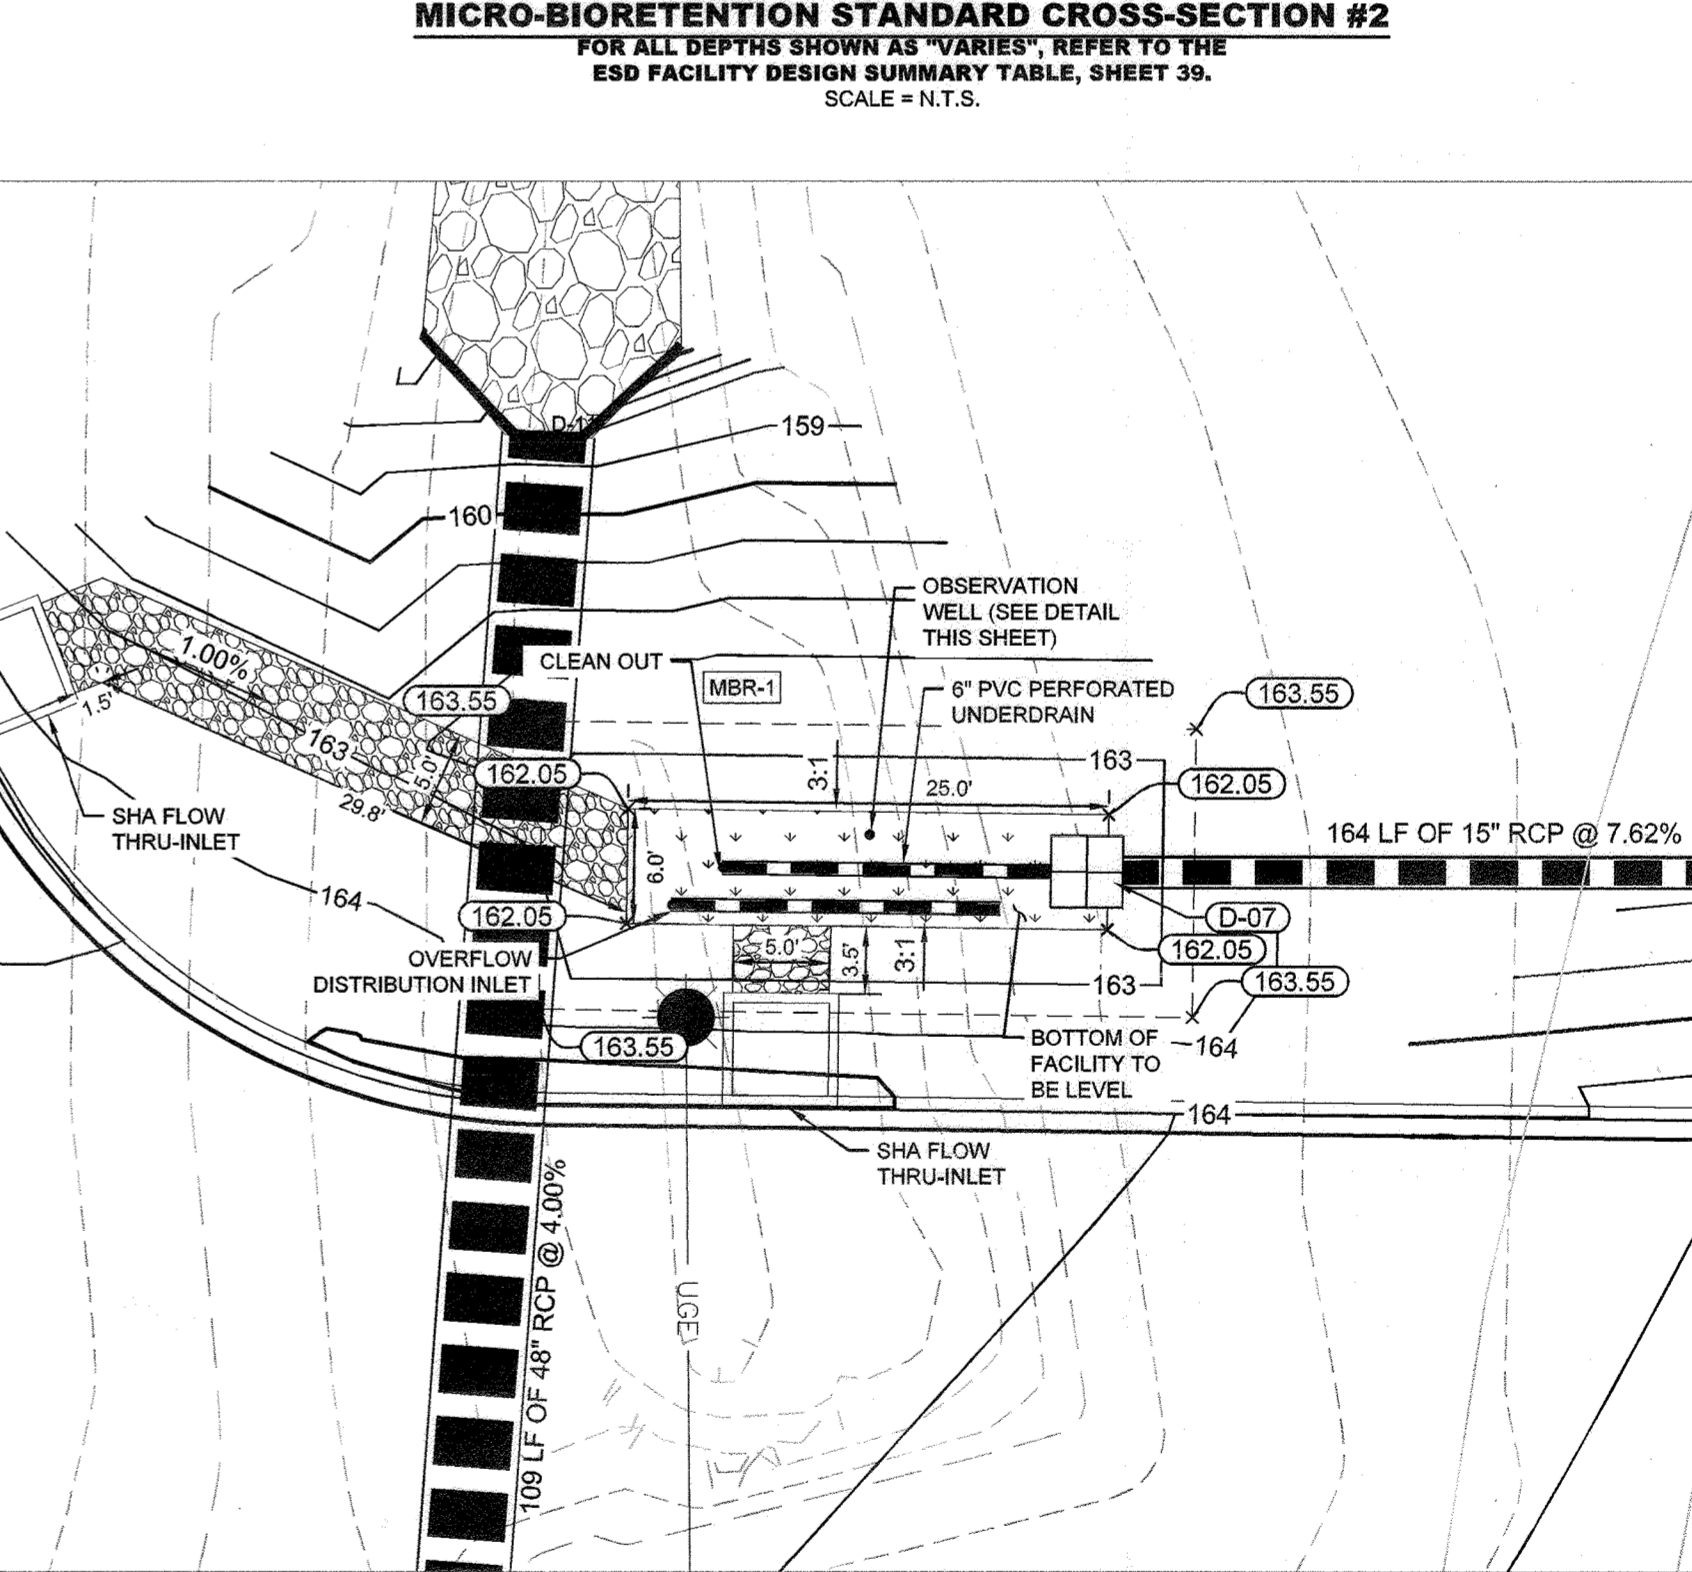 MICRO-BIORETENTION STANDARD CROSS-SECTION #2
FOR ALL DEPTHS SHOWN AS "VARIES", REFER TO THE
ESD FACILITY DESIGN SUMMARY TABLE, SHEET 39.
SCALE = N.T.S.
159
160
OBSERVATION
WELL (SEE DETAIL
THIS SHEET)
CLEAN OUT
MBR-1
6" PVC PERFORATED
UNDERDRAIN
1.00%
163.55
163.55
1.5'
163
5.0'
29.8'
162.05
3:1
25.0'
163
162.05
SHA FLOW
THRU-INLET
164 LF OF 15" RCP @ 7.62%
6.0'
164
162.05
D-07
162.05
OVERFLOW
DISTRIBUTION INLET
5.0'
3.5'
3:1
163
163.55
163.55
BOTTOM OF
FACILITY TO
BE LEVEL
164
164
SHA FLOW
THRU-INLET
109 LF OF 48" RCP @ 4.00%
UGE